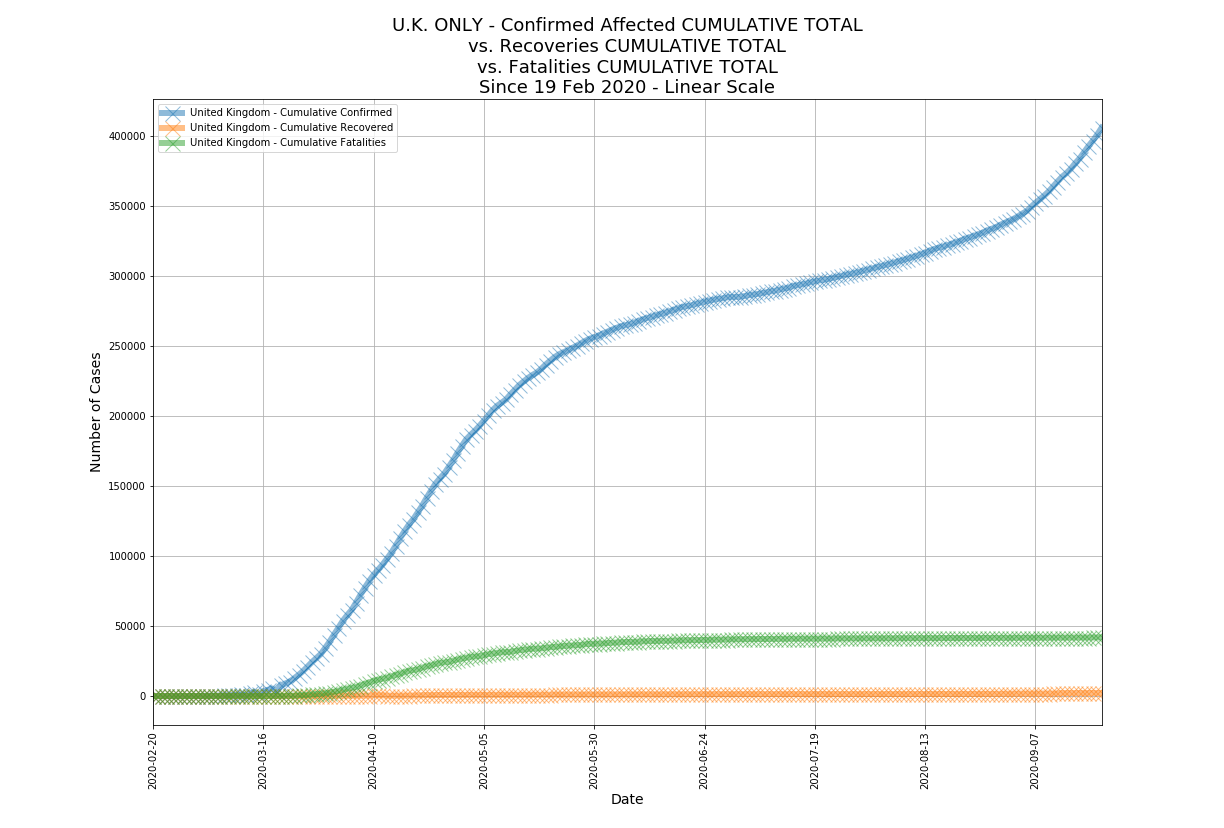 U.K. ONLY - Confirmed Affected CUMULATIVE TOTAL
vs. Recoveries CUMULATIVE TOTAL
vs. Fatalities CUMULATIVE TOTAL
Since 19 Feb 2020 - Linear Scale
United Kingdom - Cumulative Confirmed
United Kingdom - Cumulative Recovered
United Kingdom - Cumulative Fatalities
Number of Cases
400000
350000
300000
250000
200000
150000
100000
50000
0
2020-02-20
2020-03-16
2020-04-10
2020-05-05
2020-05-30
2020-06-24
2020-07-19
2020-08-13
2020-09-07
Date